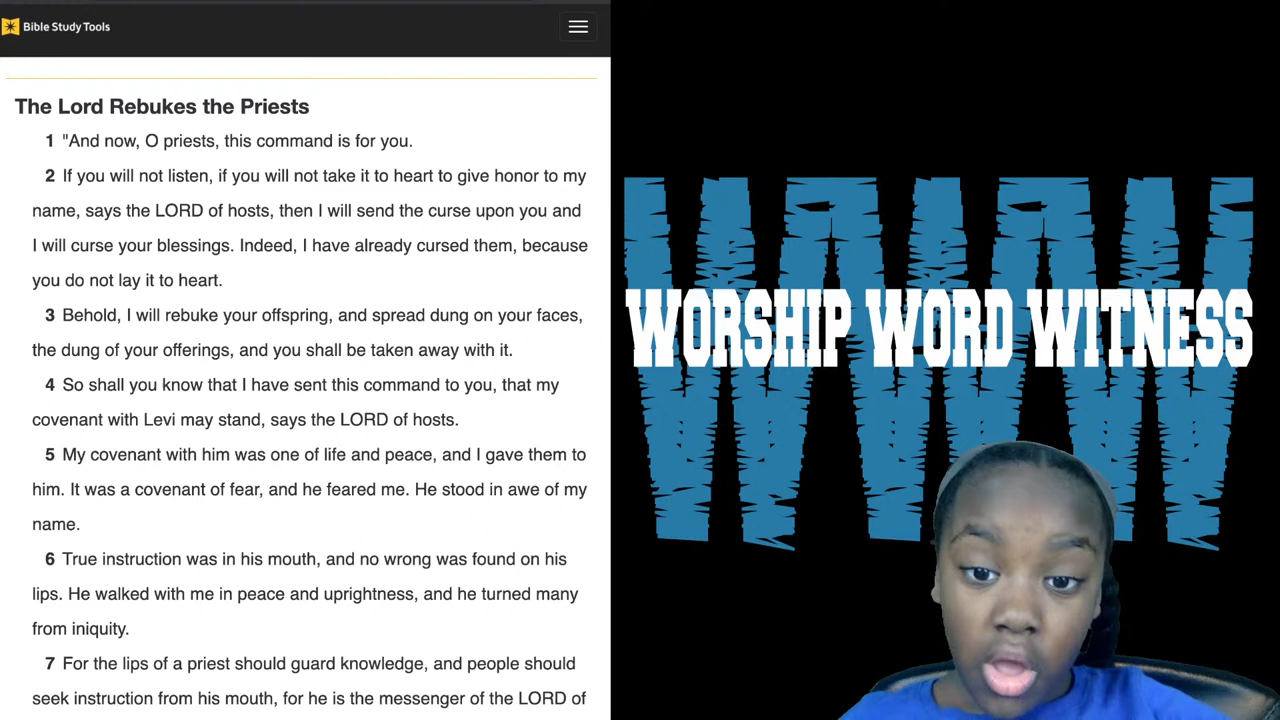 Bible Study Tools
The Lord Rebukes the Priests
1 "And now, O priests, this command is for you.
2 If you will not listen, if you will not take it to heart to give honor to my
name, says the LORD of hosts, then I will send the curse upon you and
I will curse your blessings. Indeed, I have already cursed them, because
you do not lay it to heart.
3 Behold, I will rebuke your offspring, and spread dung on your faces,
the dung of your offerings, and you shall be taken away with it.
4 So shall you know that I have sent this command to you, that my
covenant with Levi may stand, says the LORD of hosts.
5 My covenant with him was one of life and peace, and I gave them to
him. It was a covenant of fear, and he feared me. He stood in awe of my
name.
6 True instruction was in his mouth, and no wrong was found on his
lips. He walked with me in peace and uprightness, and he turned many
from iniquity.
7 For the lips of a priest should guard knowledge, and people should
seek instruction from his mouth, for he is the messenger of the LORD of
WWW
WORSHIP WORD WITNESS